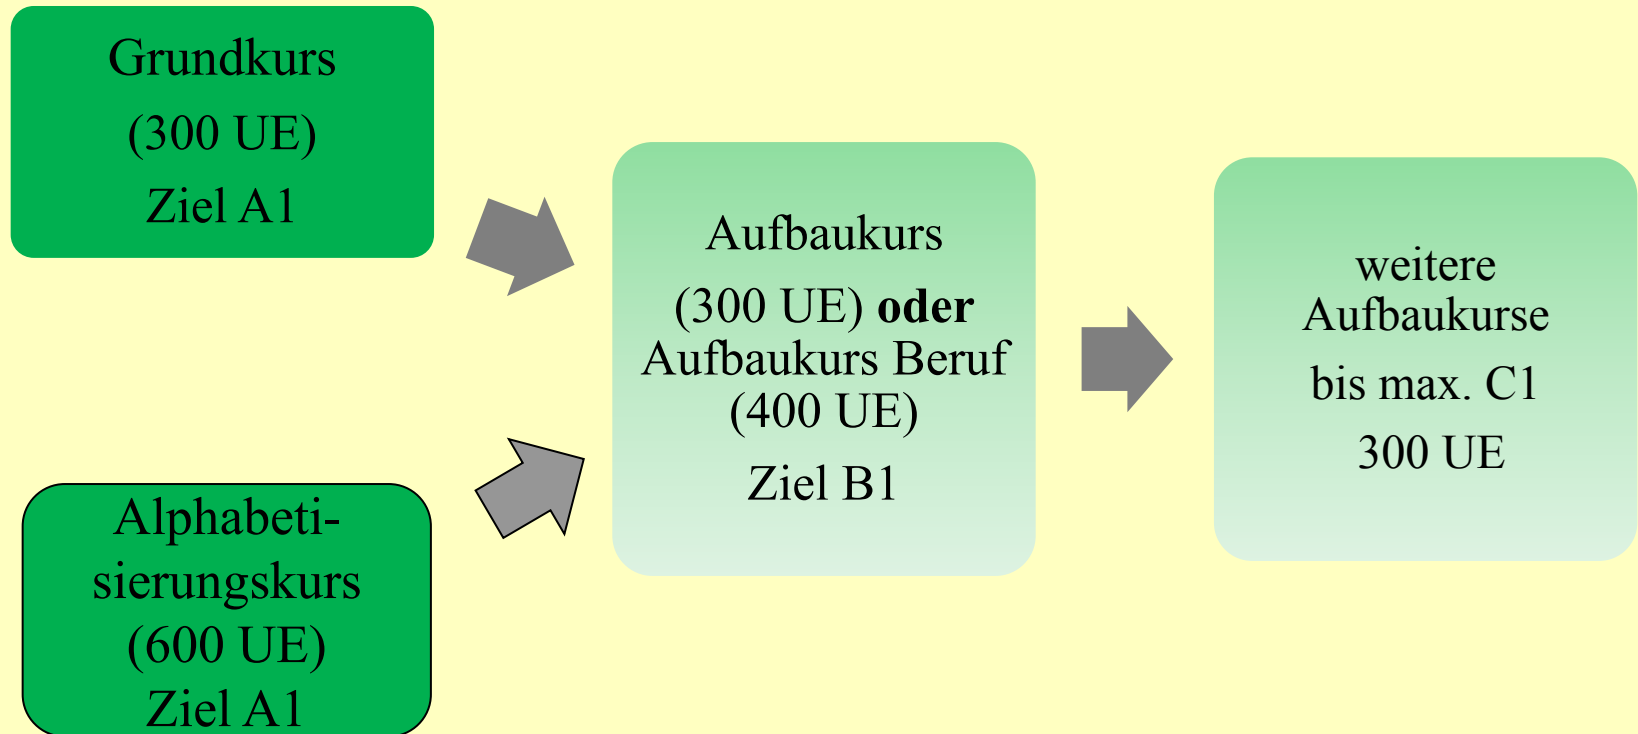 Grundkurs
(300 UE)
Ziel A1
Alphabeti-
sierungskurs
(600 UE)
Ziel A1
Aufbaukurs
(300 UE) oder
Aufbaukurs Beruf
(400 UE)
Ziel B1
weitere
Aufbaukurse
bis max. C1
300 UE